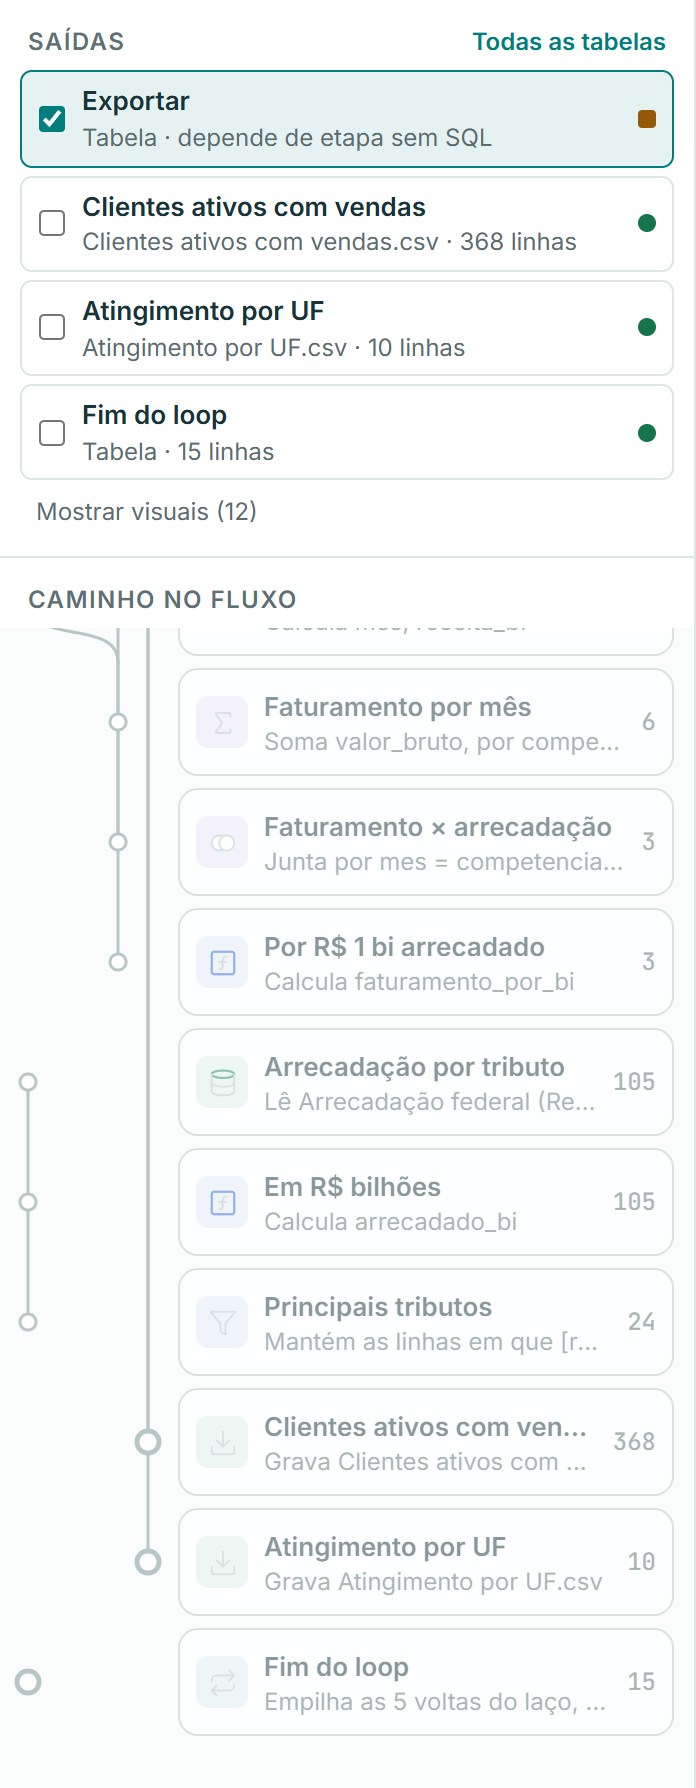 SAÍDAS
Todas as tabelas
Exportar
Tabela · depende de etapa sem SQL
Clientes ativos com vendas
Clientes ativos com vendas.csv · 368 linhas
Atingimento por UF
Atingimento por UF.csv · 10 linhas
Fim do loop
Tabela · 15 linhas
Mostrar visuais (12)
CAMINHO NO FLUXO
Faturamento por mês
6
Soma valor_bruto, por compe...
Faturamento × arrecadação
3
Junta por mes = competencia...
Por R$ 1 bi arrecadado
3
Calcula faturamento_por_bi
Arrecadação por tributo
105
Lê Arrecadação federal (Re...
Em R$ bilhões
105
Calcula arrecadado_bi
Principais tributos
24
Mantém as linhas em que [r...
Clientes ativos com ven...
368
Grava Clientes ativos com ...
Atingimento por UF
10
Grava Atingimento por UF.csv
Fim do loop
15
Empilha as 5 voltas do laço, ...